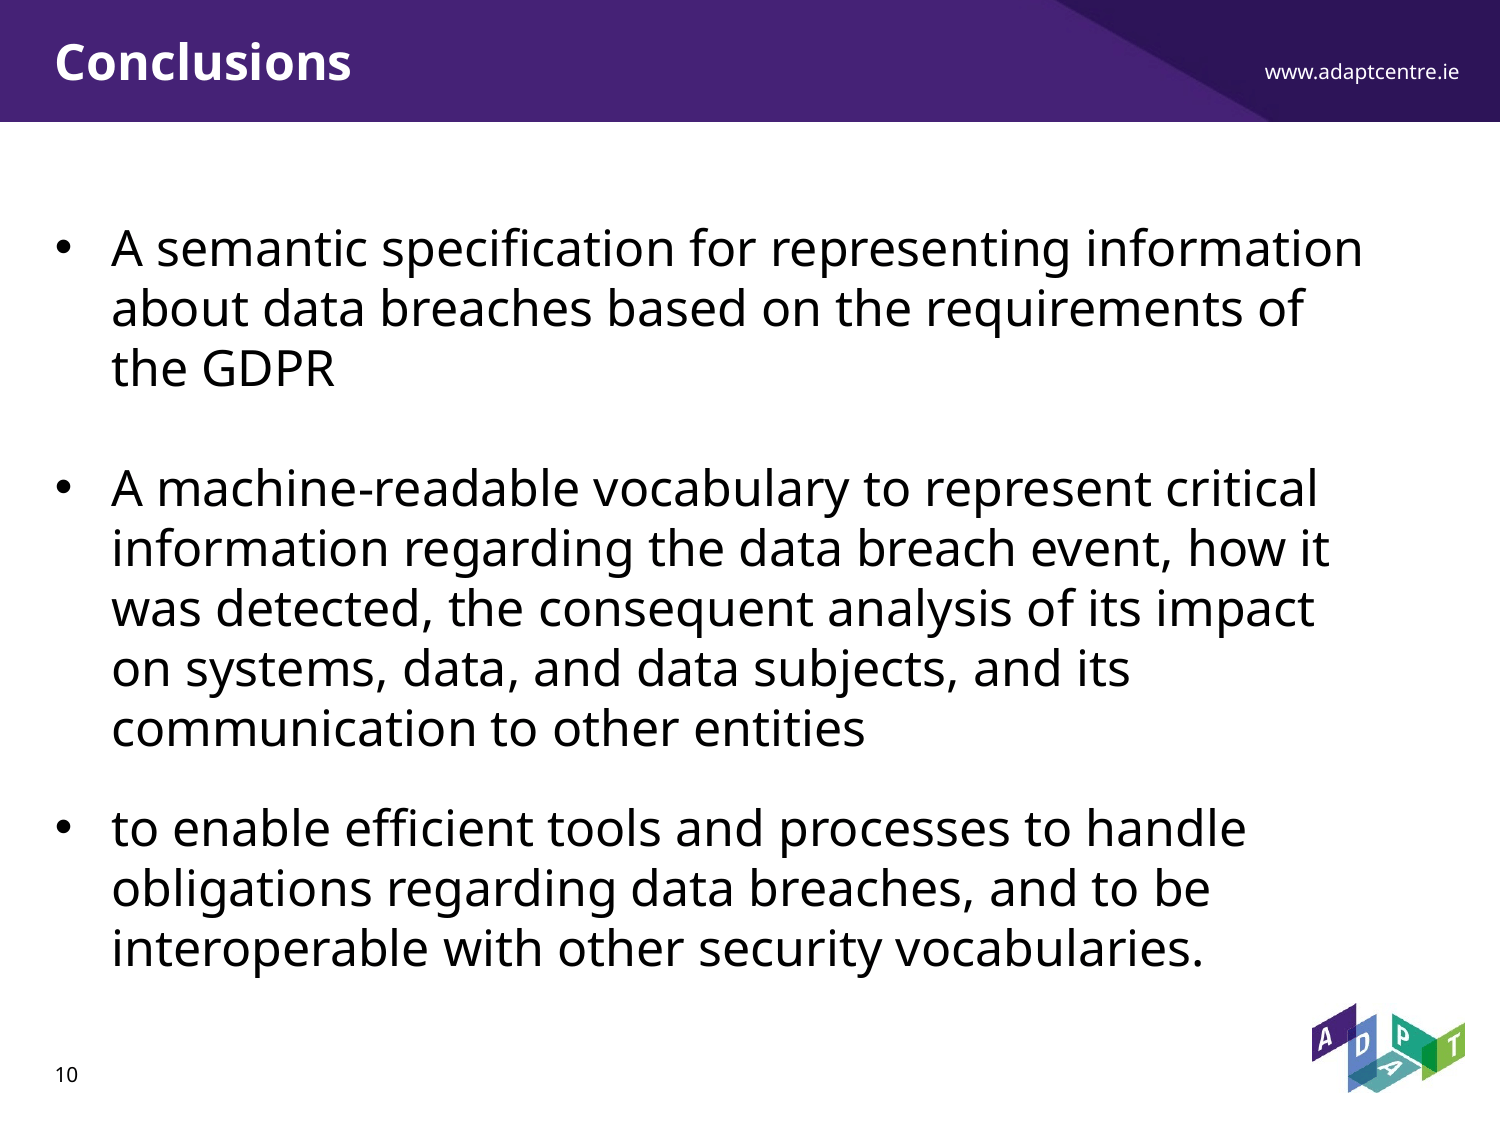 Conclusions
www.adaptcentre.ie
• A semantic specification for representing information
about data breaches based on the requirements of
the GDPR
• A machine-readable vocabulary to represent critical
information regarding the data breach event, how it
was detected, the consequent analysis of its impact
on systems, data, and data subjects, and its
communication to other entities
• to enable efficient tools and processes to handle
obligations regarding data breaches, and to be
interoperable with other security vocabularies.
ADAPT
10